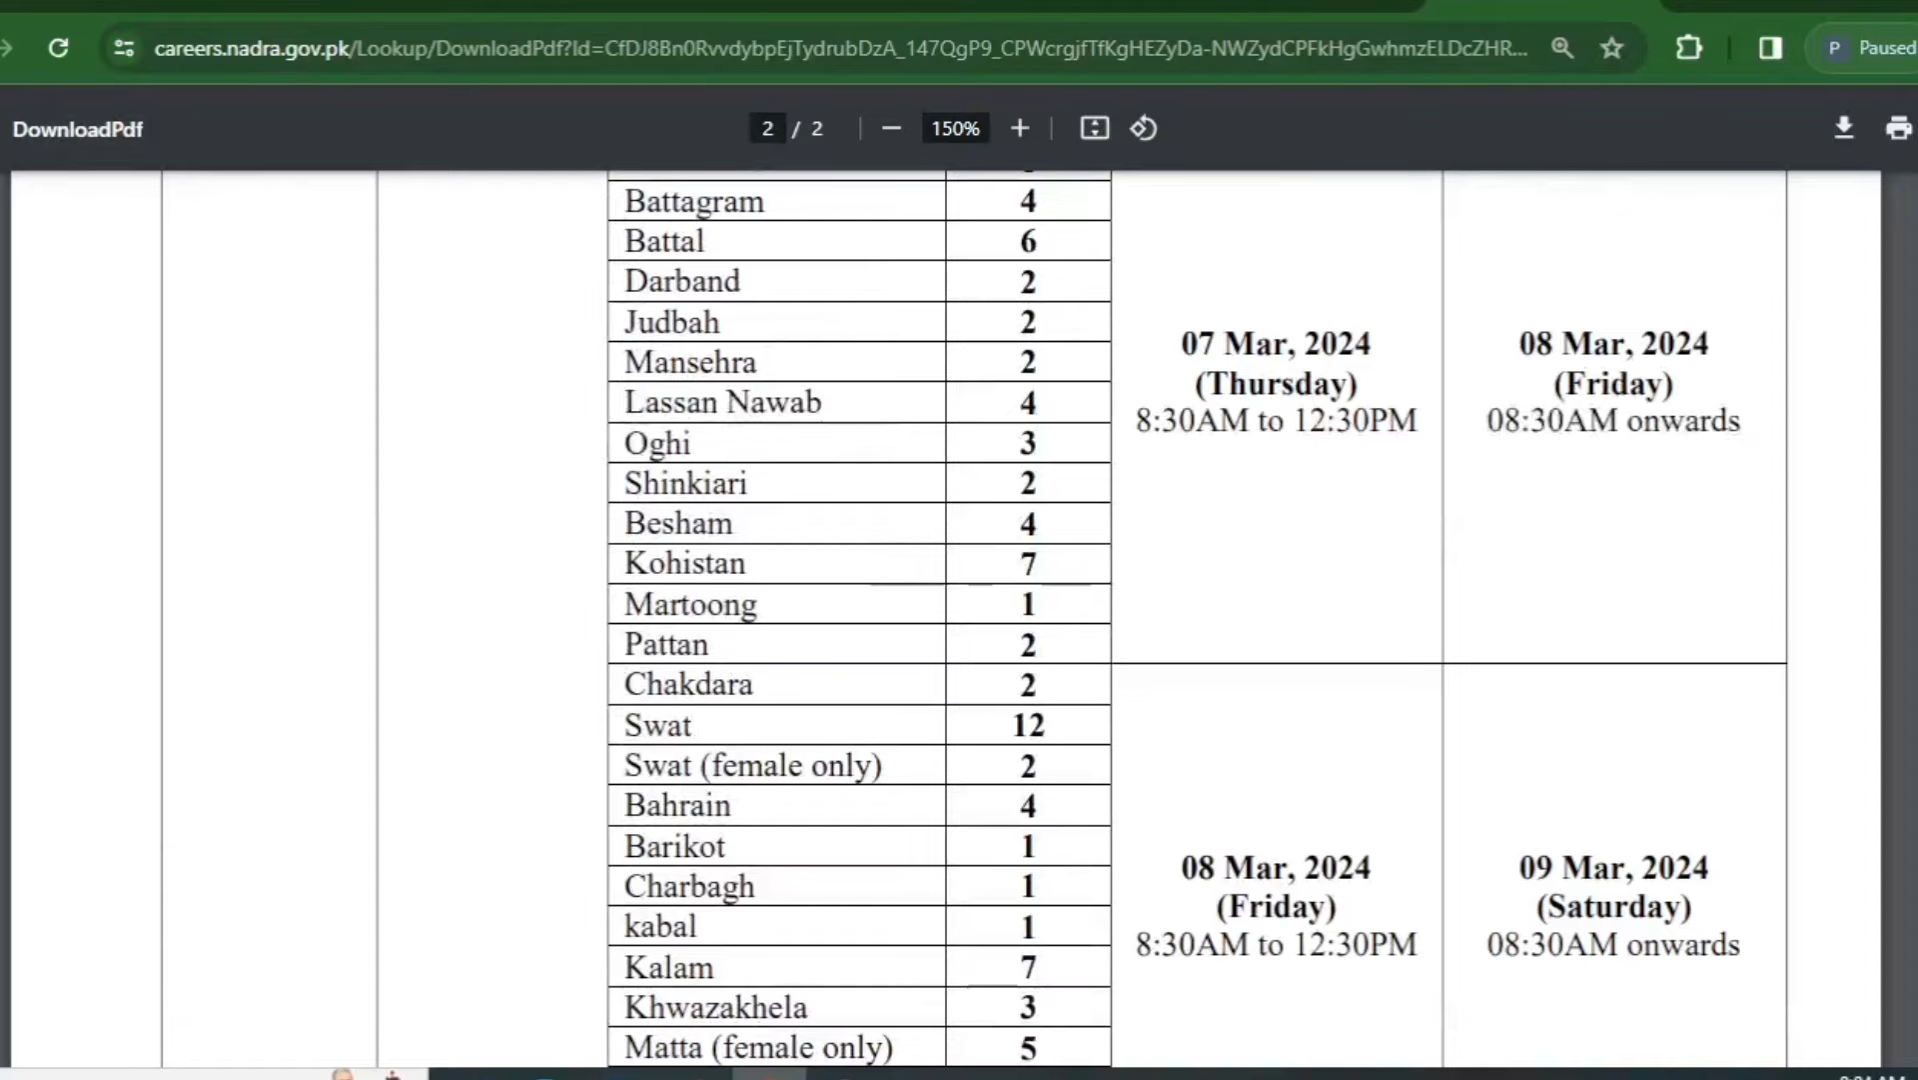 careers.nadra.gov.pk/Lookup/DownloadPdf?Id=CfDJ8Bn0RvvdybpEjTydrubDzA_147QgP9_CPWcrgjfTfKgHEZyDa-NWZydCPFkHgGwhmzELDcZHR...
P Paused
DownloadPdf
2 / 2
150%
Battagram 4
Battal 6
Darband 2
Judbah 2
Mansehra 2
Lassan Nawab 4
Oghi 3
Shinkiari 2
Besham 4
Kohistan 7
Martoong 1
Pattan 2
07 Mar, 2024
(Thursday)
8:30AM to 12:30PM
08 Mar, 2024
(Friday)
08:30AM onwards
Chakdara 2
Swat 12
Swat (female only) 2
Bahrain 4
Barikot 1
Charbagh 1
kabal 1
Kalam 7
Khwazakhela 3
Matta (female only) 5
08 Mar, 2024
(Friday)
8:30AM to 12:30PM
09 Mar, 2024
(Saturday)
08:30AM onwards